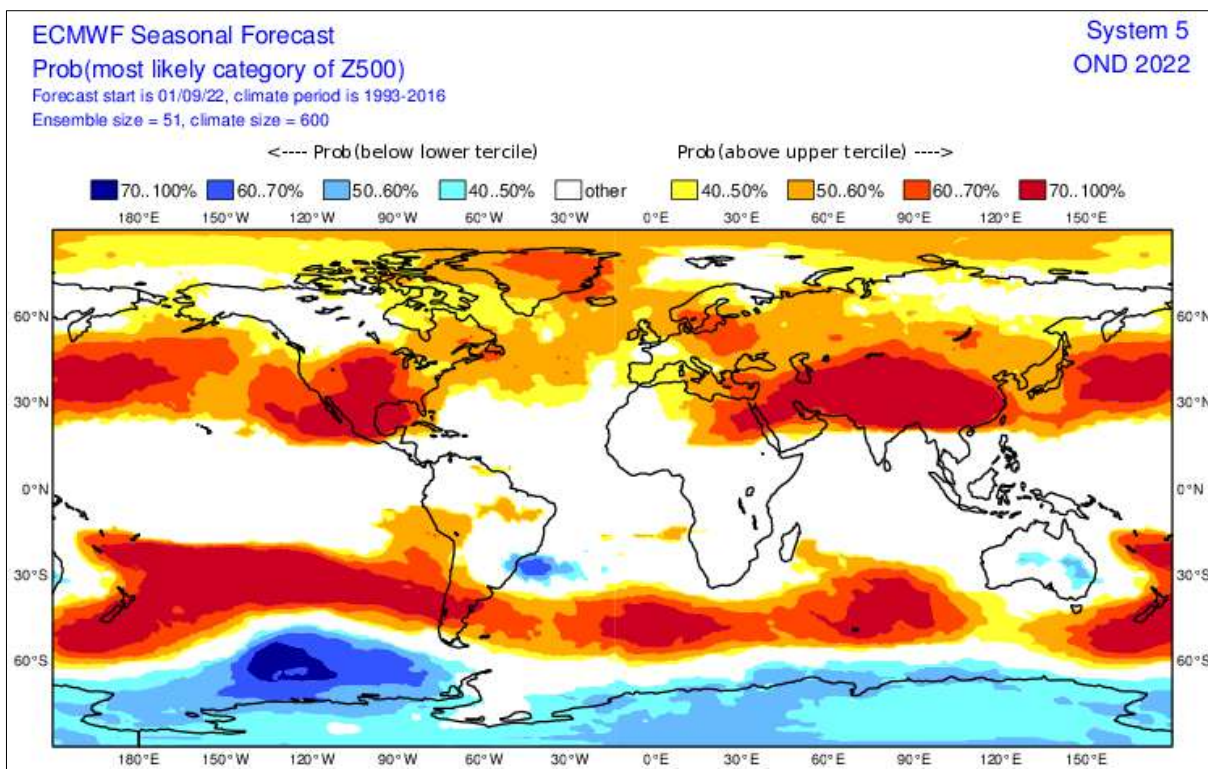 ECMWF Seasonal Forecast
System 5
Prob(most likely category of Z500)
OND 2022
Forecast start is 01/09/22, climate period is 1993-2016
Ensemble size = 51, climate size = 600
<---- Prob(below lower tercile)
Prob(above upper tercile) ---->
70..100% 60..70% 50..60% 40..50% other 40..50% 50..60% 60..70% 70..100%
180°E 150°W 120°W 90°W 60°W 30°W 0°E 30°E 60°E 90°E 120°E 150°E
60°N 60°N
30°N 30°N
0°N 0°N
30°S 30°S
60°S 60°S
180°E 150°W 120°W 90°W 60°W 30°W 0°E 30°E 60°E 90°E 120°E 150°E